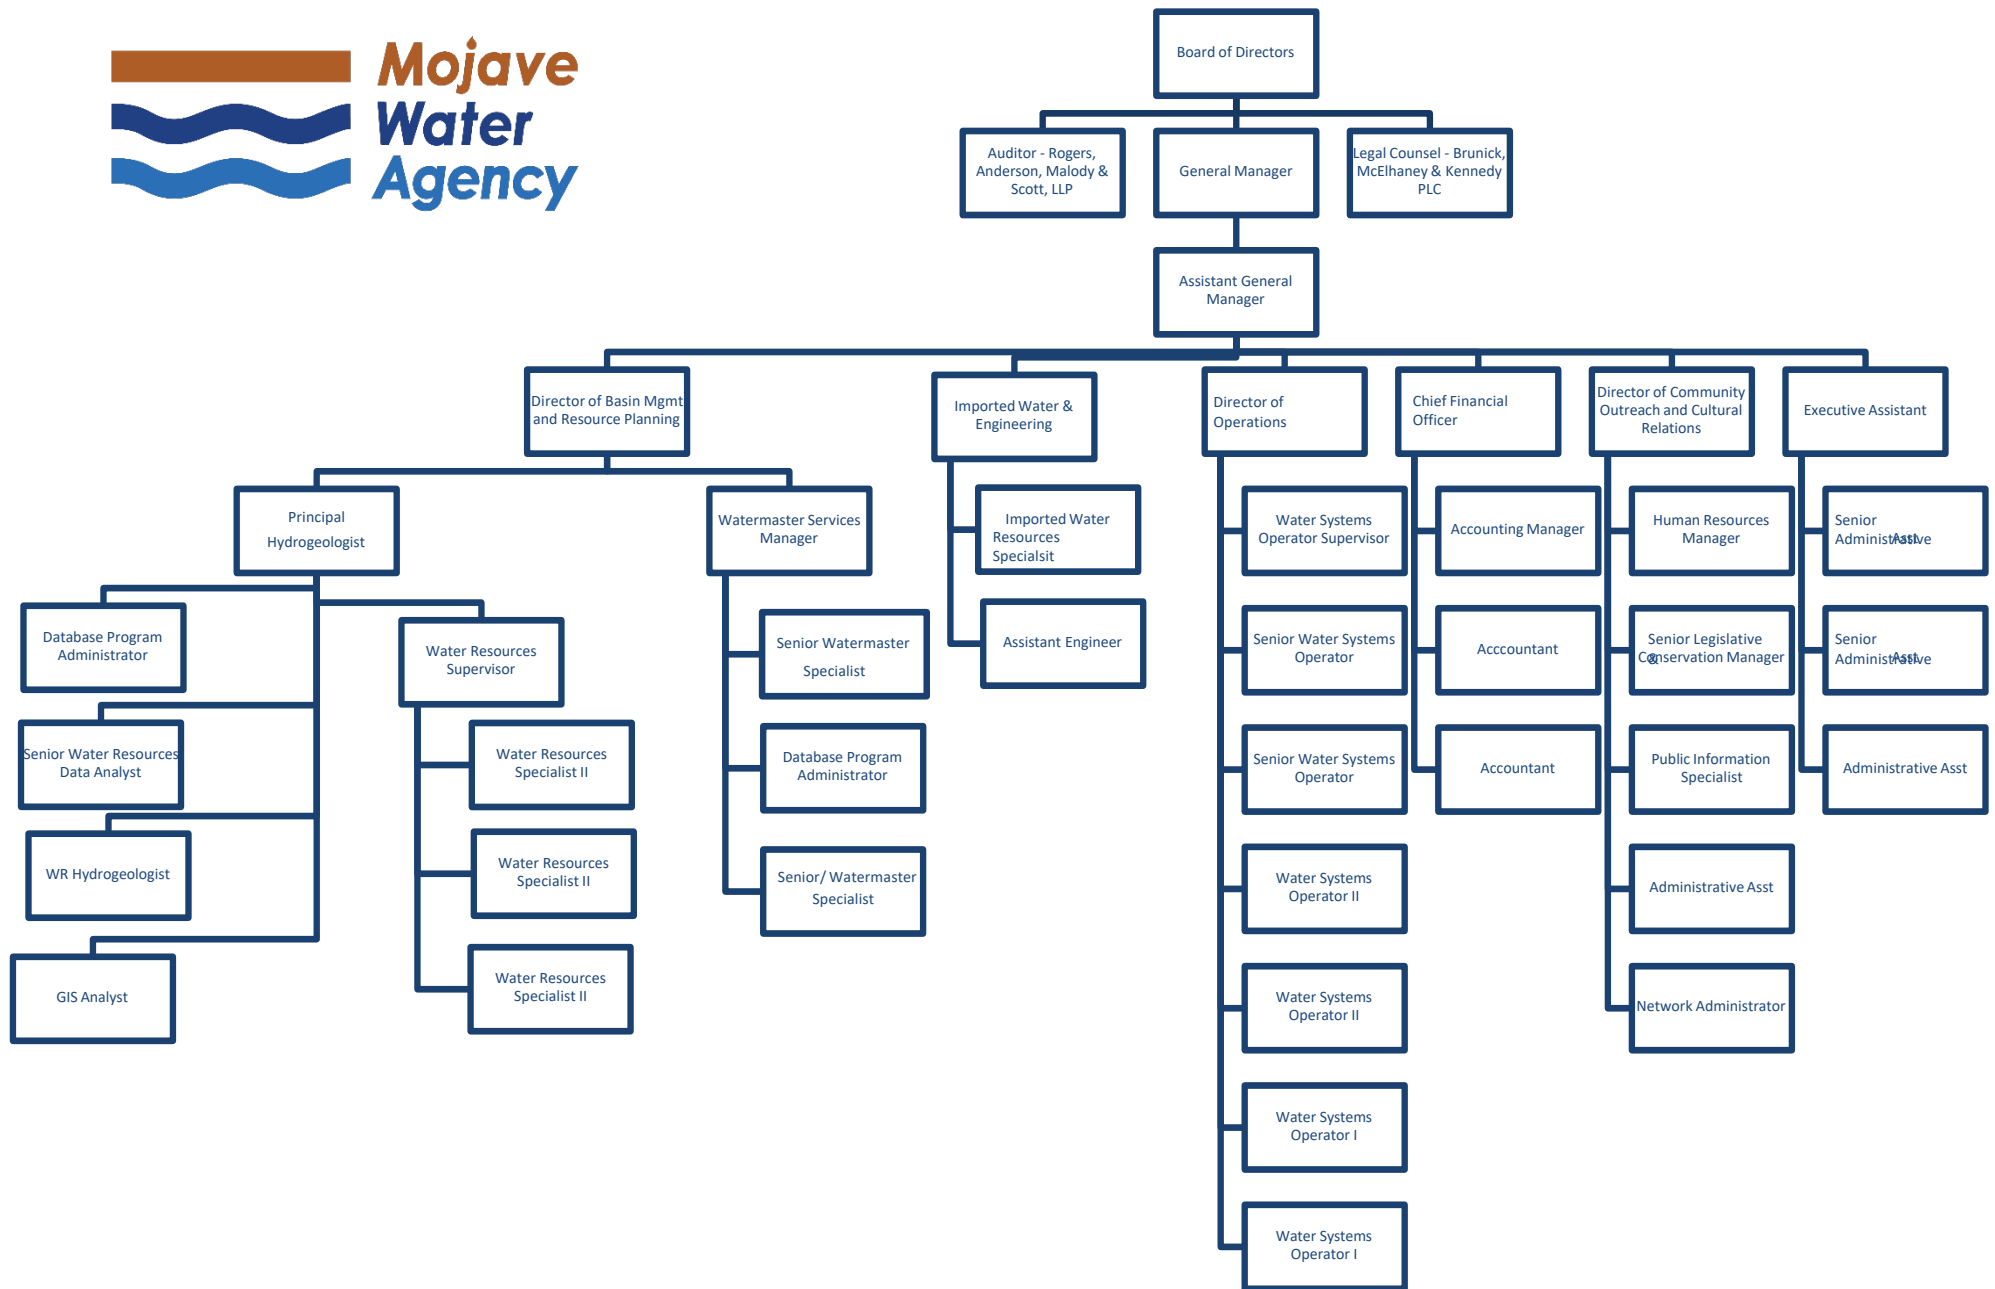 Mojave
Water
Agency
Board of Directors
Auditor - Rogers,
Anderson, Malody &
Scott, LLP
General Manager
Legal Counsel - Brunick,
McElhaney & Kennedy
PLC
Assistant General
Manager
Director of Basin Mgmt
and Resource Planning
Imported Water &
Engineering
Director of
Operations
Chief Financial
Officer
Director of Community
Outreach and Cultural
Relations
Executive Assistant
Principal
Hydrogeologist
Watermaster Services
Manager
Imported Water
Resources
Specialsit
Assistant Engineer
Water Systems
Operator Supervisor
Accounting Manager
Human Resources
Manager
Senior
Administrative
Asst
Database Program
Administrator
Water Resources
Supervisor
Senior Watermaster
Specialist
Senior Water Systems
Operator
Acccountant
Senior Legislative
&
Conservation Manager
Senior
Administrative
Asst
Senior Water Resources
Data Analyst
Water Resources
Specialist II
Database Program
Administrator
Senior Water Systems
Operator
Accountant
Public Information
Specialist
Administrative Asst
WR Hydrogeologist
Water Resources
Specialist II
Senior/ Watermaster
Specialist
Water Systems
Operator II
Administrative Asst
GIS Analyst
Water Resources
Specialist II
Water Systems
Operator II
Network Administrator
Water Systems
Operator I
Water Systems
Operator I